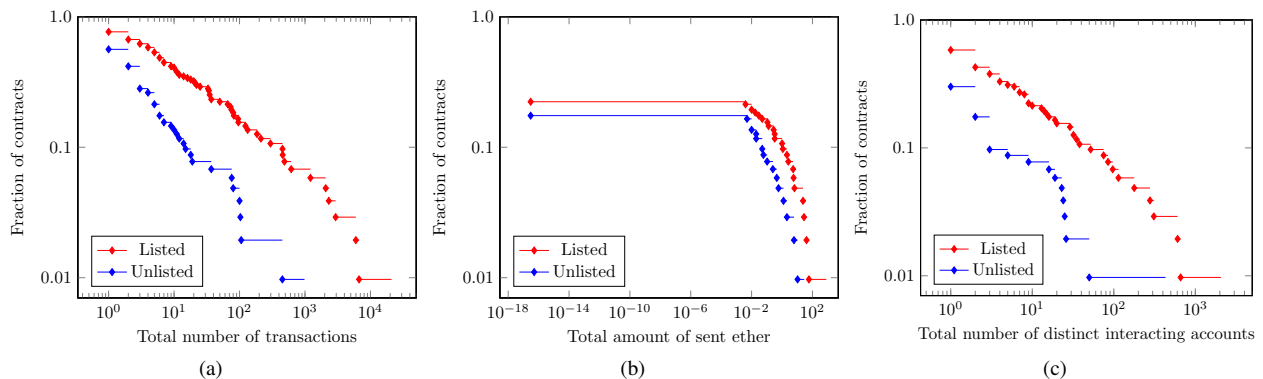 1.0
0.1
0.01
Fraction of contracts
Listed
Unlisted
10^0 10^1 10^2 10^3 10^4
Total number of transactions
(a)
1.0
0.1
0.01
Fraction of contracts
Listed
Unlisted
10^−18 10^−14 10^−10 10^−6 10^−2 10^2
Total amount of sent ether
(b)
1.0
0.1
0.01
Fraction of contracts
Listed
Unlisted
10^0 10^1 10^2 10^3
Total number of distinct interacting accounts
(c)